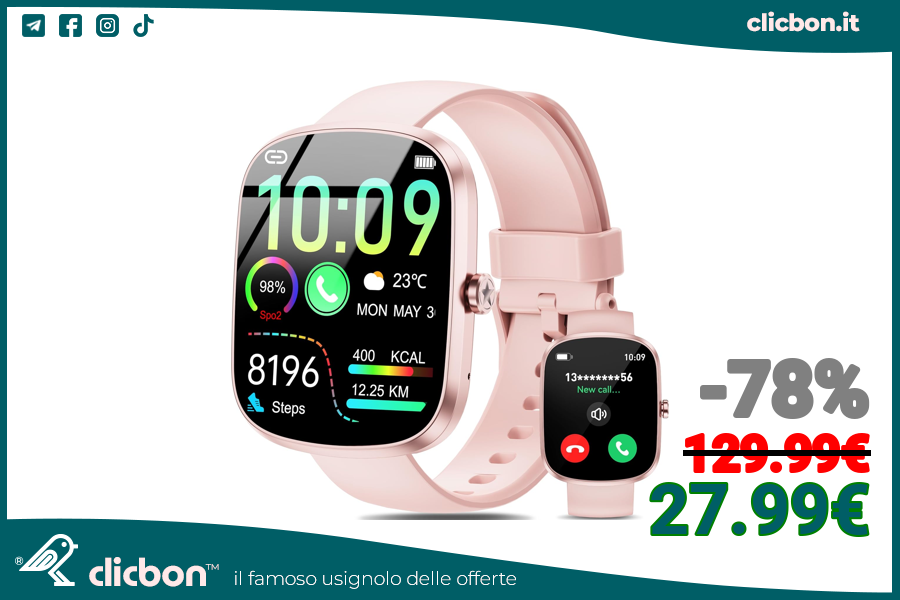 clicbon.it
10:09
98%
Spo2
23°C
MON MAY 3
8196
Steps
400 KCAL
12.25 KM
10:09
13*******56
New call...
-78%
129.99€
27.99€
® clicbon™ il famoso usignolo delle offerte